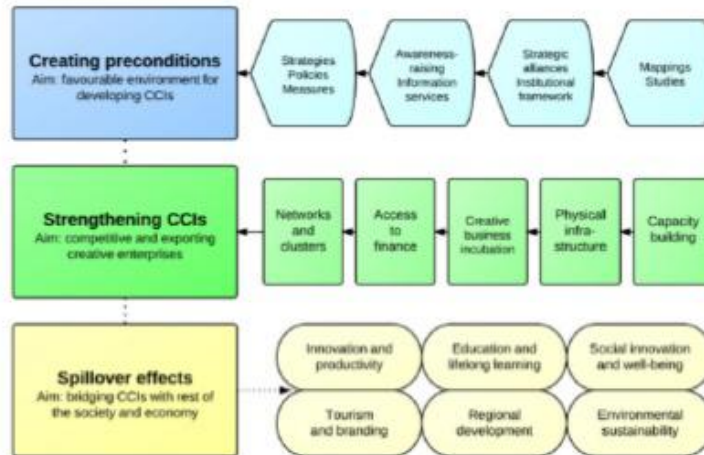 Creating preconditions
Aim: favourable environment for
developing CCIs
Strategies
Policies
Measures
Awareness-
raising
Information
services
Strategic
alliances
Institutional
framework
Mappings
Studies
Strengthening CCIs
Aim: competitive and exporting
creative enterprises
Networks
and
clusters
Access
to
finance
Creative
business
incubation
Physical
infra-
structure
Capacity
building
Spillover effects
Aim: bridging CCIs with rest of
the society and economy
Innovation and
productivity
Education and
lifelong learning
Social innovation
and well-being
Tourism
and branding
Regional
development
Environmental
sustainability